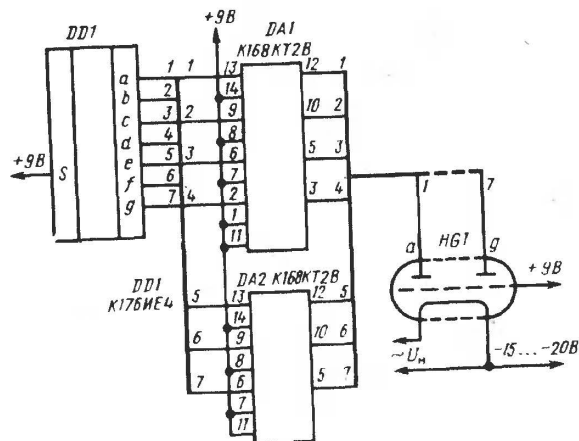 +9В
DD1
DA1
К168КТ2В
a 1 1 13 12 1
b 2 14
c 3 2 9 10 2
d 4 8
e 5 3 6 5 3
f 6 7
g 7 4 2 3 4
1
11
+9В
S
1 7
a g
HG1
+9В
~Uн
-15...-20В
DD1
К176ИЕ4
DA2 К168КТ2В
5 13 12 5
14
6 9 10 6
8
7 6 5 7
7
11